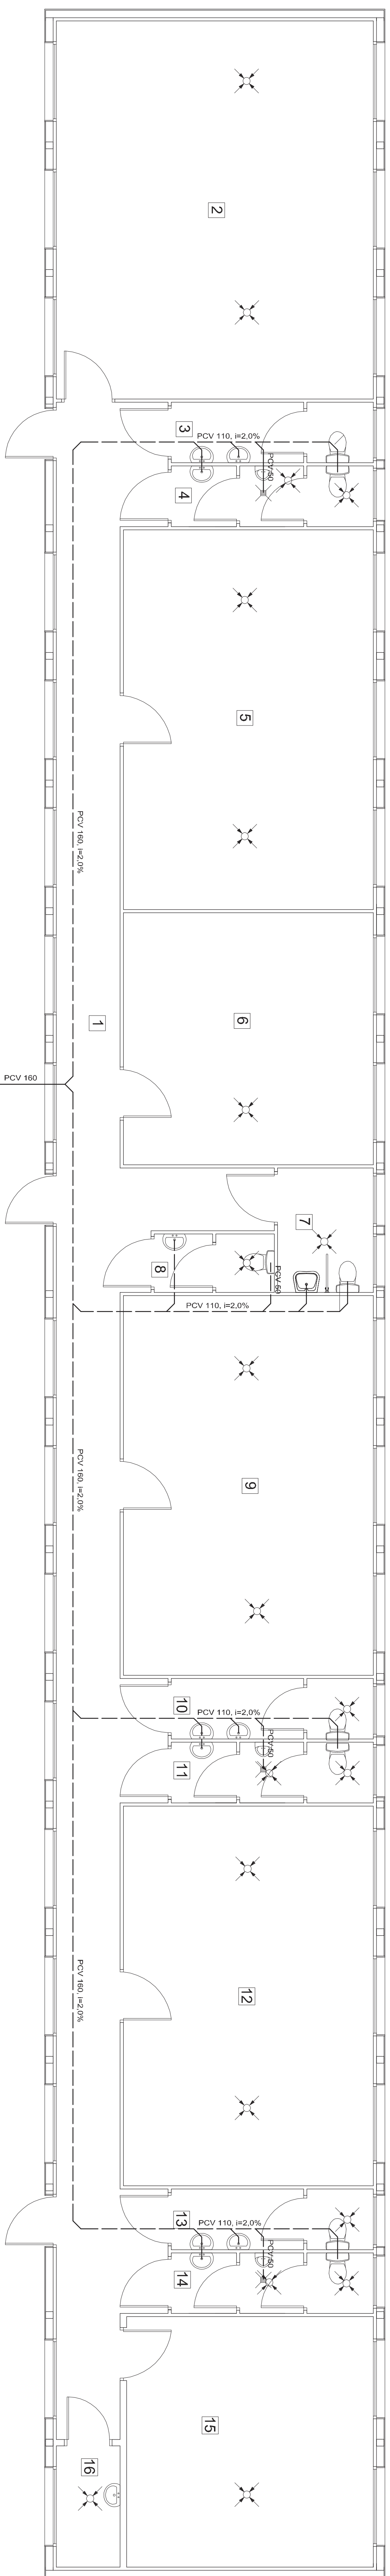 2
3
PCV 110, i=2,0%
PCV 50
4
5
PCV 160, i=2,0%
6
1
PCV 160
7
8
PCV 50
PCV 110, i=2,0%
9
PCV 160, i=2,0%
10
PCV 110, i=2,0%
PCV 50
11
12
PCV 160, i=2,0%
13
PCV 110, i=2,0%
PCV 50
14
15
16